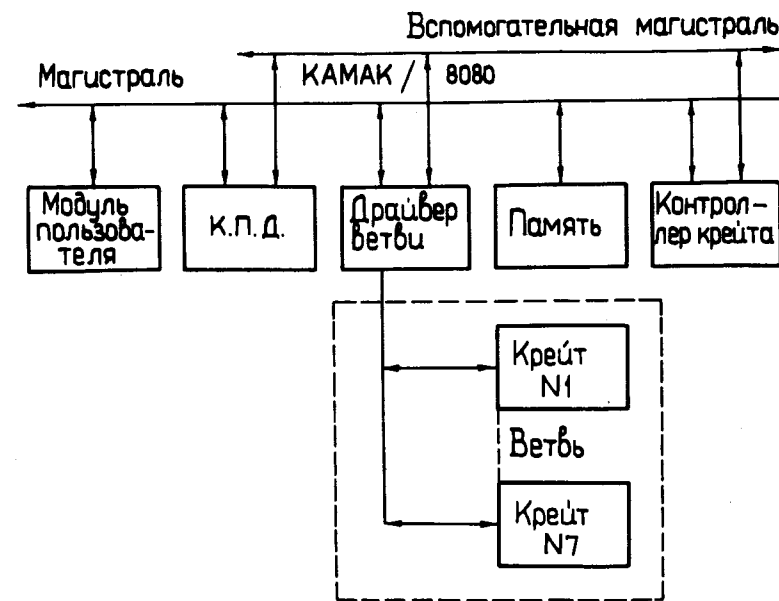 Вспомогательная магистраль
Магистраль КАМАК / 8080
Модуль
пользова-
теля
К.П.Д.
Драйвер
ветви
Память
Контрол-
лер крейта
Крейт
N1
Ветвь
Крейт
N7